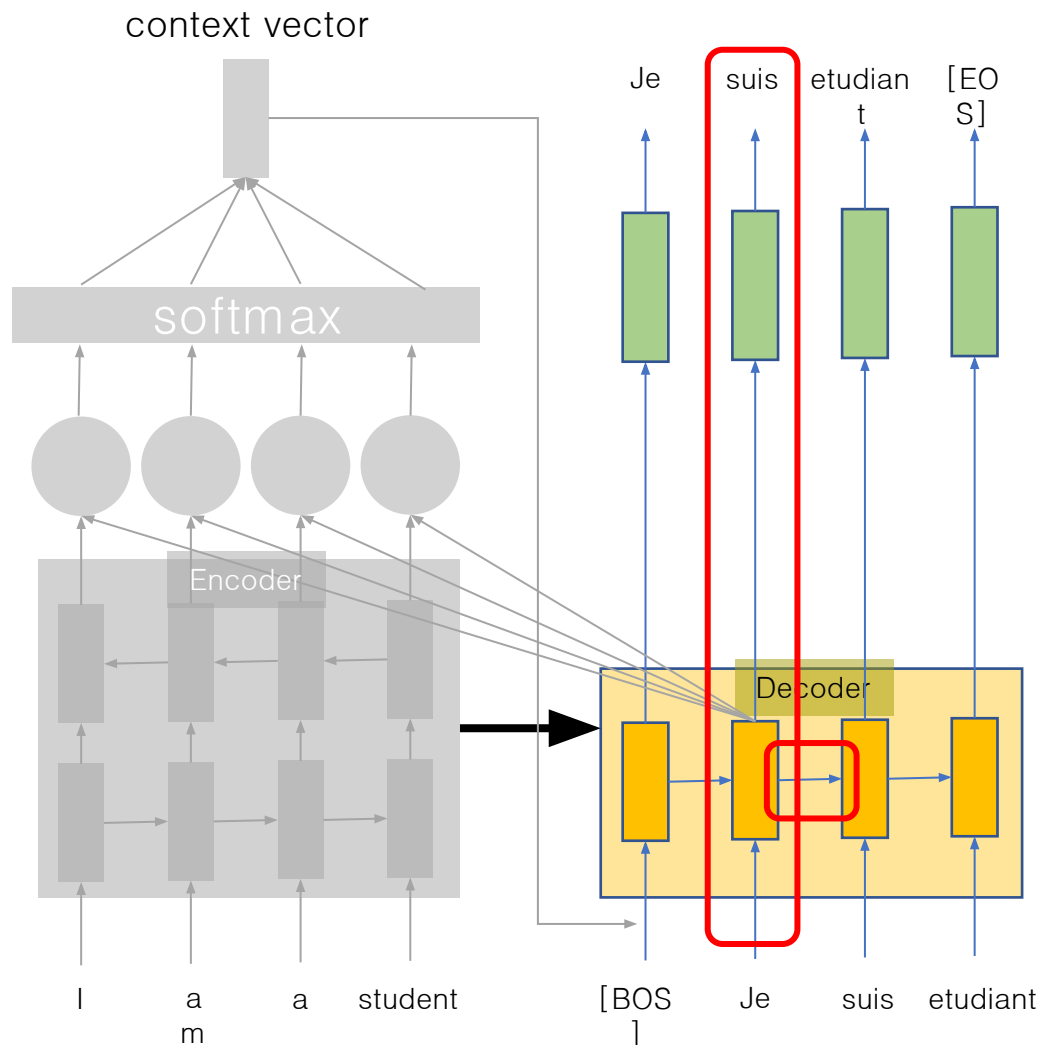 context vector
Je
suis
etudian
t
[EO
S]
softmax
Encoder
Decoder
I
a
m
a
student
[BOS
]
Je
suis
etudiant